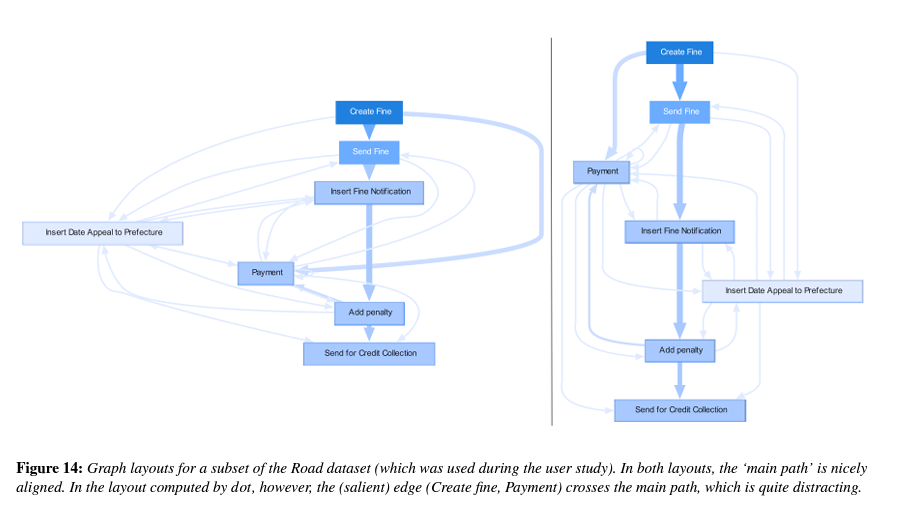 Create Fine
Send Fine
Insert Fine Notification
Insert Date Appeal to Prefecture
Payment
Add penalty
Send for Credit Collection
Create Fine
Send Fine
Payment
Insert Fine Notification
Insert Date Appeal to Prefecture
Add penalty
Send for Credit Collection
Figure 14: Graph layouts for a subset of the Road dataset (which was used during the user study). In both layouts, the ‘main path’ is nicely
aligned. In the layout computed by dot, however, the (salient) edge (Create fine, Payment) crosses the main path, which is quite distracting.